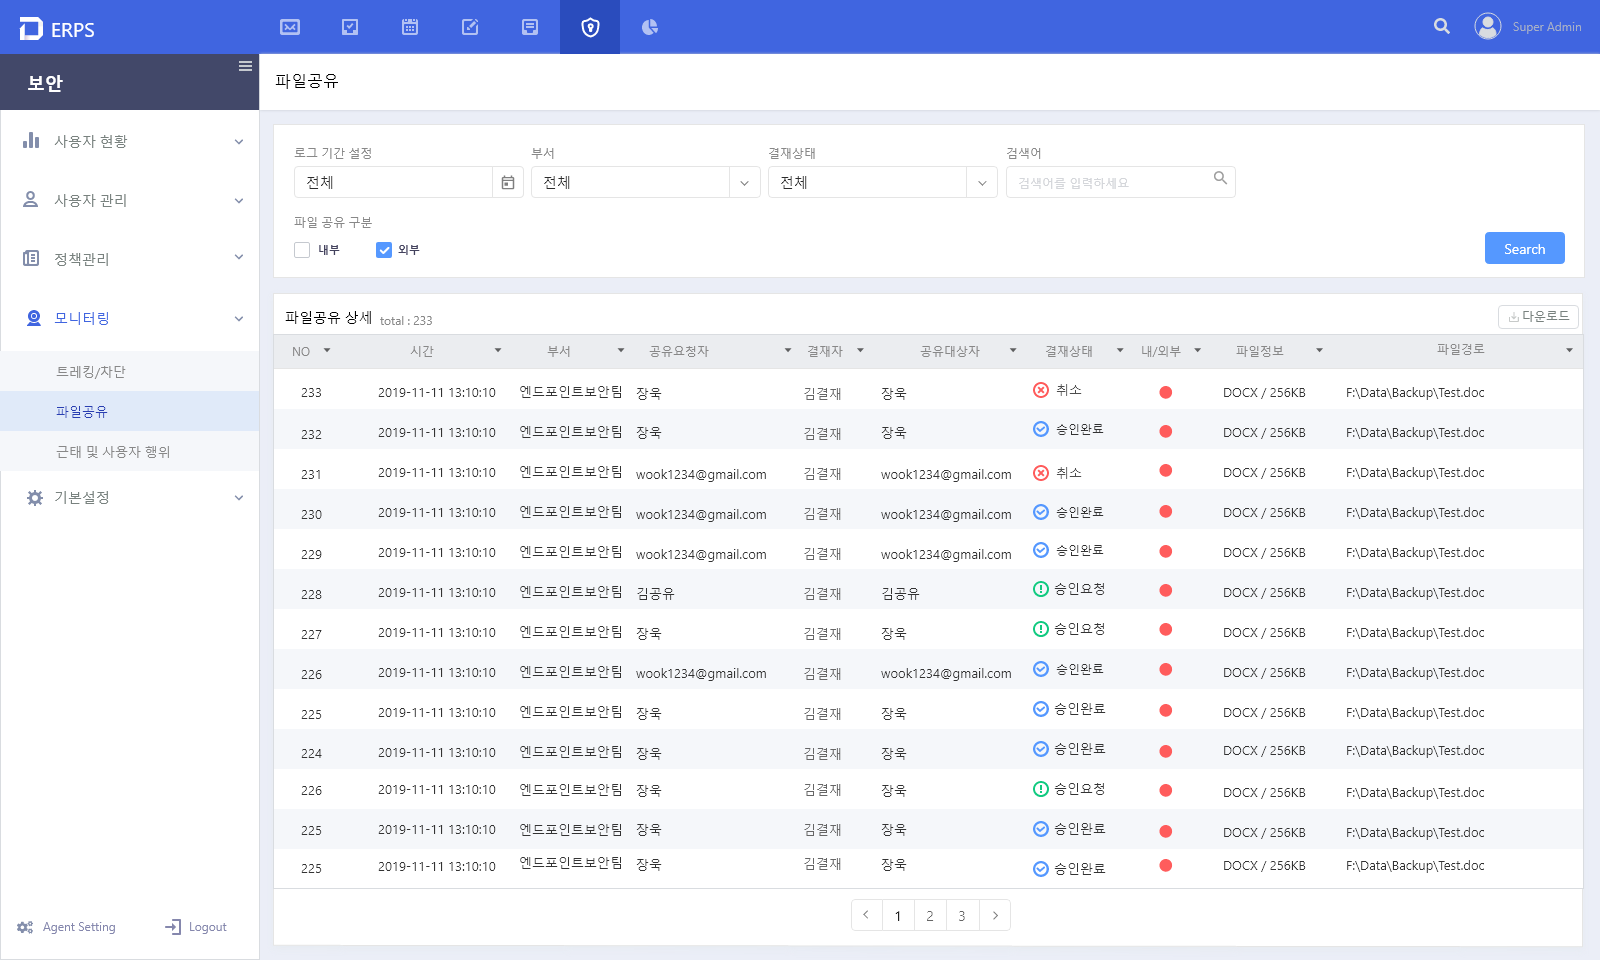 ERPS
Super Admin
보안
파일공유
사용자 현황
사용자 관리
정책관리
모니터링
트레킹/차단
파일공유
근태 및 사용자 행위
기본설정
Agent Setting
Logout
로그 기간 설정 부서 결재상태 검색어
전체 전체 전체 검색어를 입력하세요
파일 공유 구분
내부 외부
Search
파일공유 상세 total : 233 다운로드
NO 시간 부서 공유요청자 결재자 공유대상자 결재상태 내/외부 파일정보 파일경로
233 2019-11-11 13:10:10 엔드포인트보안팀 장욱 김결재 장욱 취소 DOCX / 256KB F:\Data\Backup\Test.doc
232 2019-11-11 13:10:10 엔드포인트보안팀 장욱 김결재 장욱 승인완료 DOCX / 256KB F:\Data\Backup\Test.doc
231 2019-11-11 13:10:10 엔드포인트보안팀 wook1234@gmail.com 김결재 wook1234@gmail.com 취소 DOCX / 256KB F:\Data\Backup\Test.doc
230 2019-11-11 13:10:10 엔드포인트보안팀 wook1234@gmail.com 김결재 wook1234@gmail.com 승인완료 DOCX / 256KB F:\Data\Backup\Test.doc
229 2019-11-11 13:10:10 엔드포인트보안팀 wook1234@gmail.com 김결재 wook1234@gmail.com 승인완료 DOCX / 256KB F:\Data\Backup\Test.doc
228 2019-11-11 13:10:10 엔드포인트보안팀 김공유 김결재 김공유 승인요청 DOCX / 256KB F:\Data\Backup\Test.doc
227 2019-11-11 13:10:10 엔드포인트보안팀 장욱 김결재 장욱 승인요청 DOCX / 256KB F:\Data\Backup\Test.doc
226 2019-11-11 13:10:10 엔드포인트보안팀 wook1234@gmail.com 김결재 wook1234@gmail.com 승인완료 DOCX / 256KB F:\Data\Backup\Test.doc
225 2019-11-11 13:10:10 엔드포인트보안팀 장욱 김결재 장욱 승인완료 DOCX / 256KB F:\Data\Backup\Test.doc
224 2019-11-11 13:10:10 엔드포인트보안팀 장욱 김결재 장욱 승인완료 DOCX / 256KB F:\Data\Backup\Test.doc
226 2019-11-11 13:10:10 엔드포인트보안팀 장욱 김결재 장욱 승인요청 DOCX / 256KB F:\Data\Backup\Test.doc
225 2019-11-11 13:10:10 엔드포인트보안팀 장욱 김결재 장욱 승인완료 DOCX / 256KB F:\Data\Backup\Test.doc
225 2019-11-11 13:10:10 엔드포인트보안팀 장욱 김결재 장욱 승인완료 DOCX / 256KB F:\Data\Backup\Test.doc
1 2 3